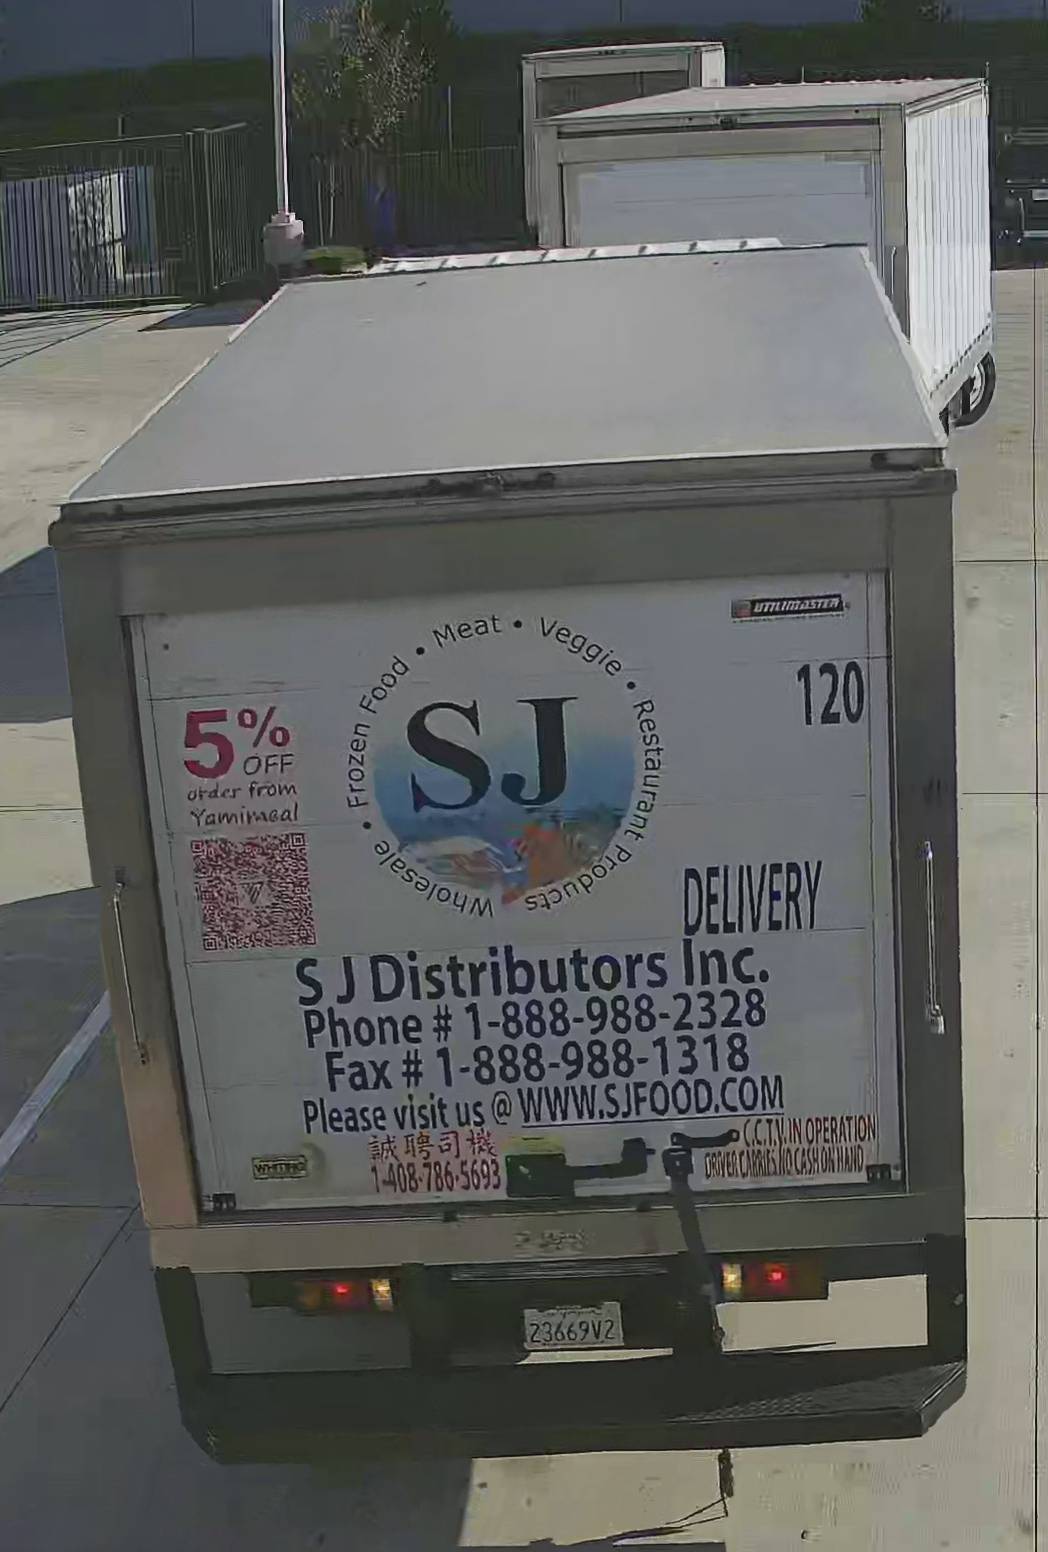 UTILIMASTER
120
Wholesale • Frozen Food • Meat • Veggie • Restaurant Products
SJ
5%
OFF
order from
Yamimeal
DELIVERY
S J Distributors Inc.
Phone # 1-888-988-2328
Fax # 1-888-988-1318
Please visit us @ WWW.SJFOOD.COM
誠聘司機
1-408-786-5693
C.C.T.V. IN OPERATION
DRIVER CARRIES NO CASH ON HAND
WHITING
23669V2